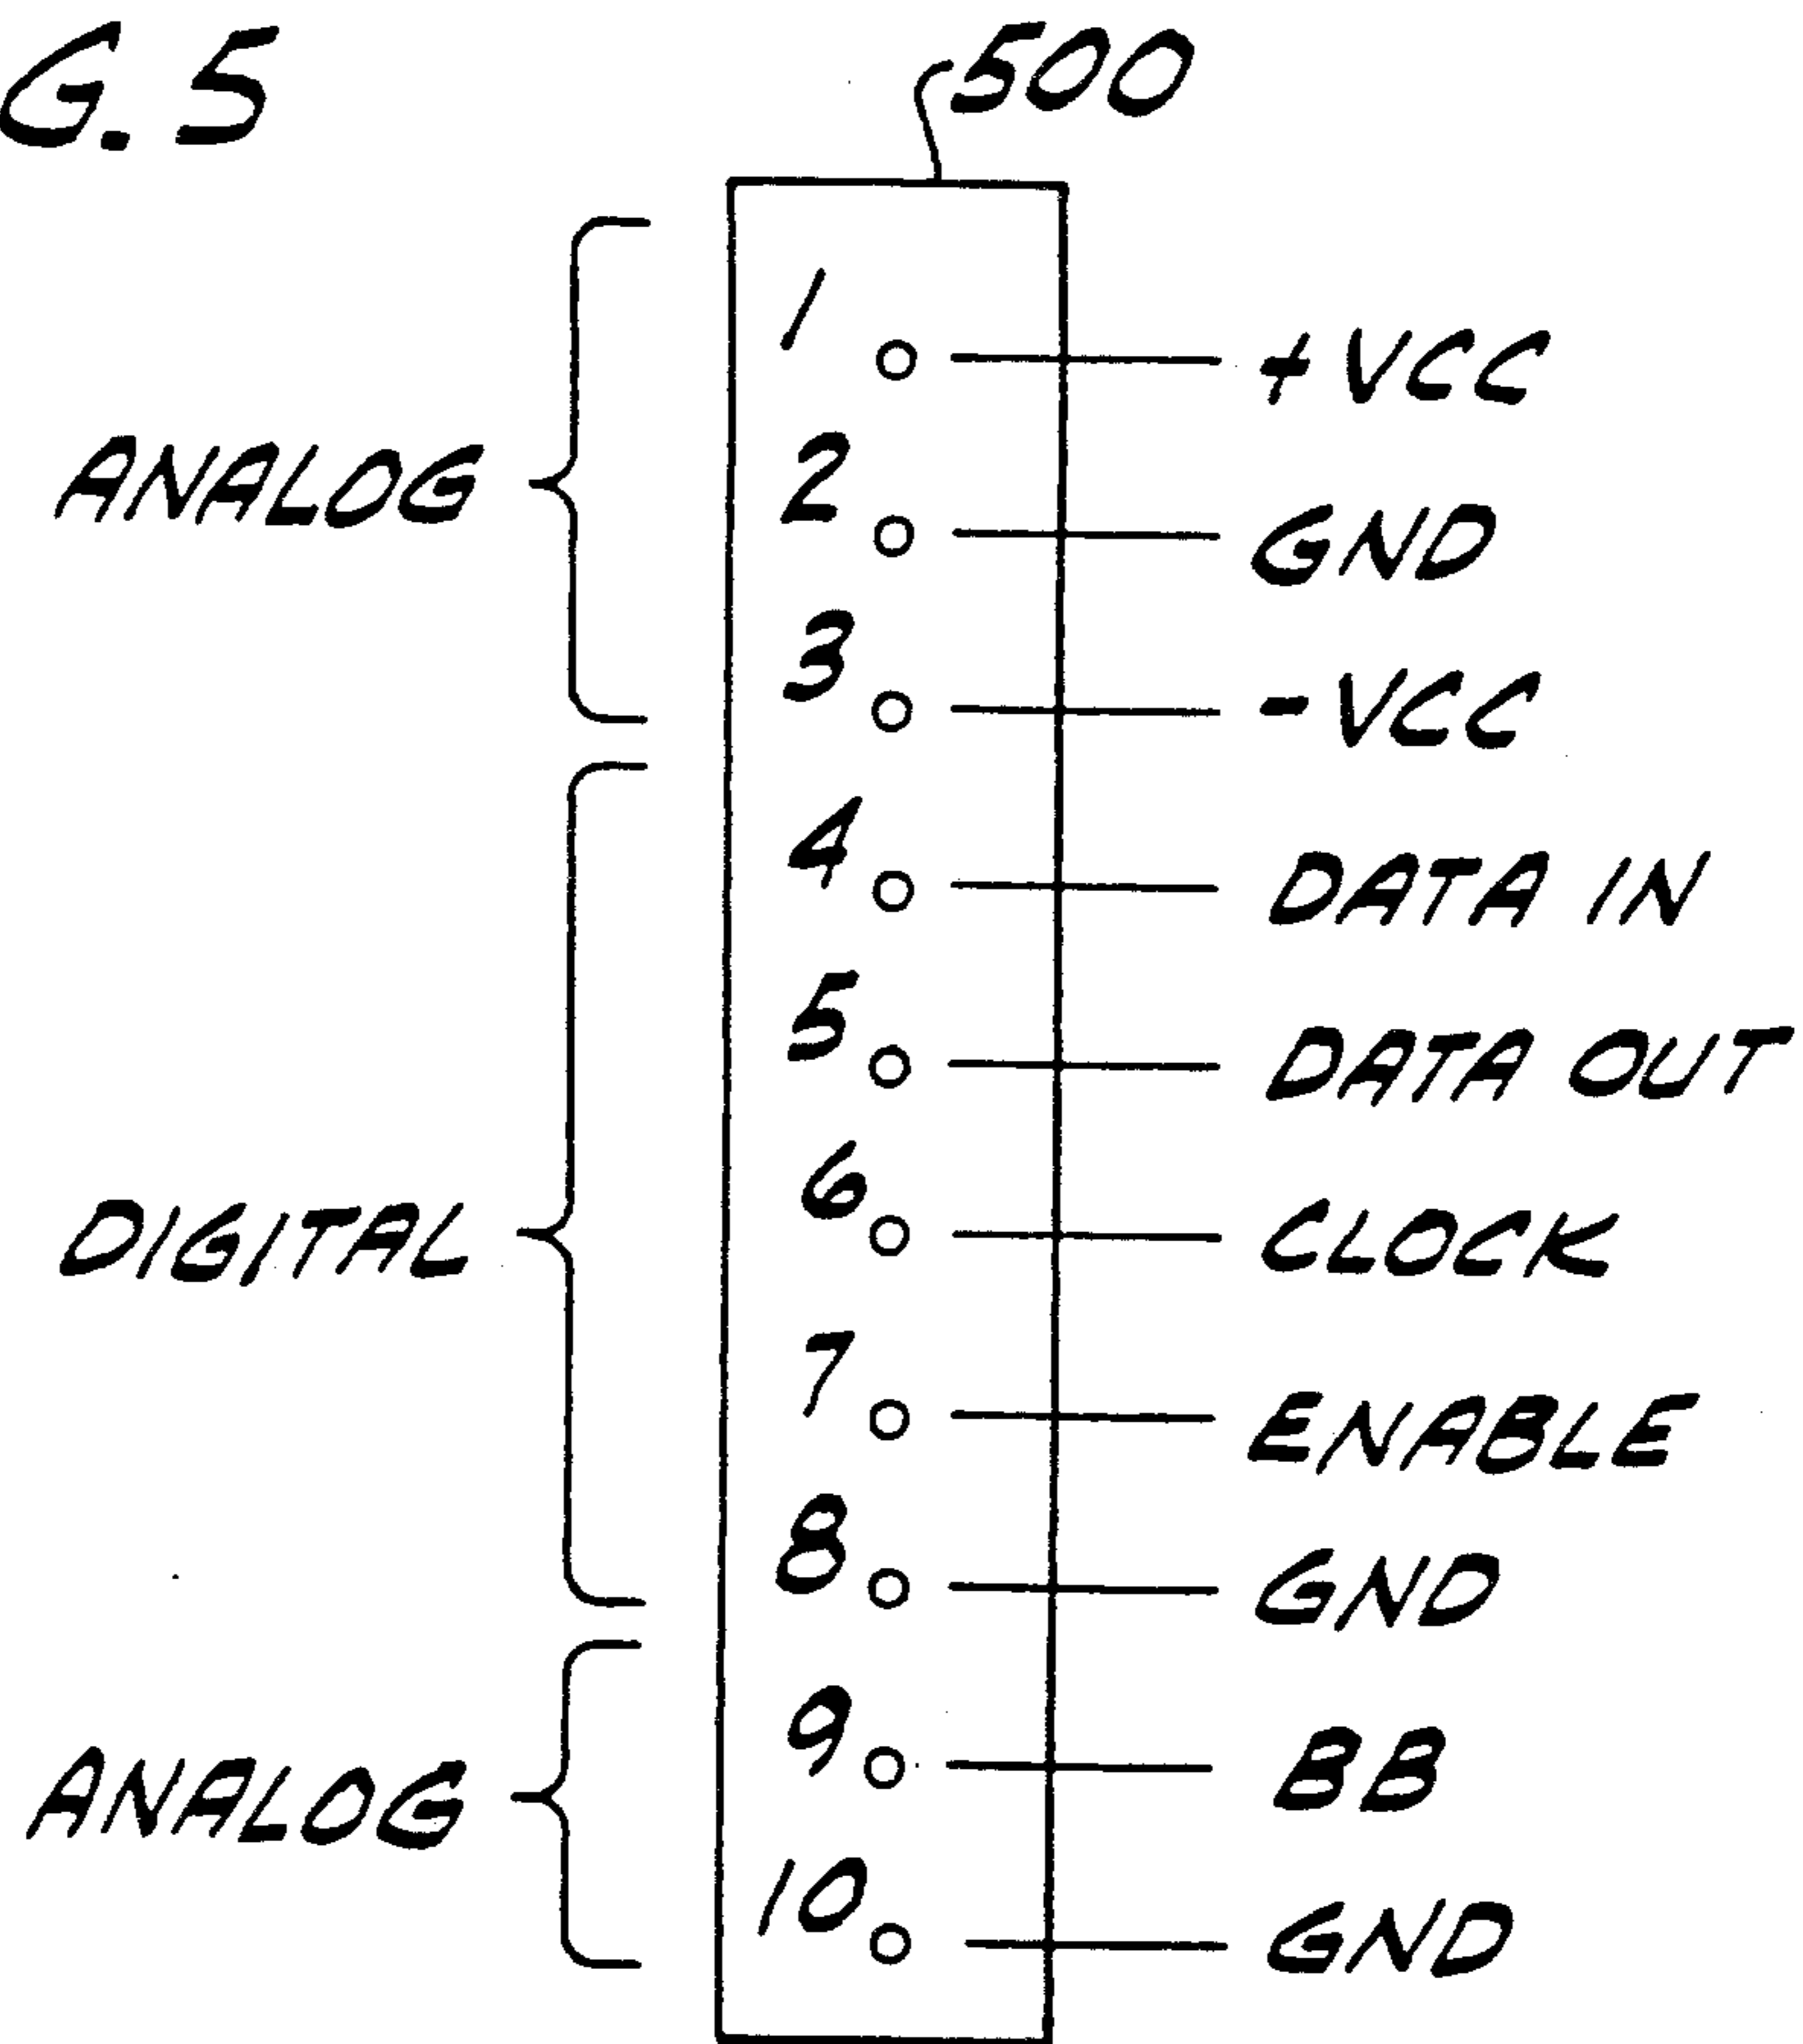 G. 5
500
ANALOG
1 +VCC
2 GND
3 -VCC
DIGITAL
4 DATA IN
5 DATA OUT
6 CLOCK
7 ENABLE
8 GND
ANALOG
9 BB
10 GND